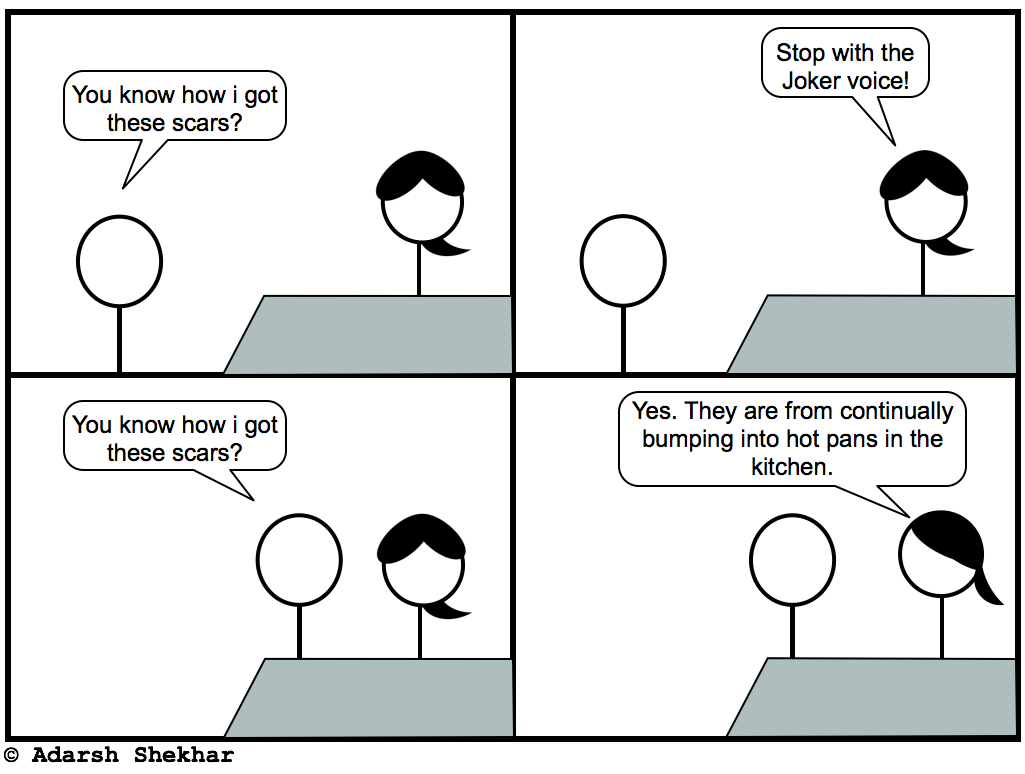 You know how i got
these scars?
Stop with the
Joker voice!
You know how i got
these scars?
Yes. They are from continually
bumping into hot pans in the
kitchen.
© Adarsh Shekhar